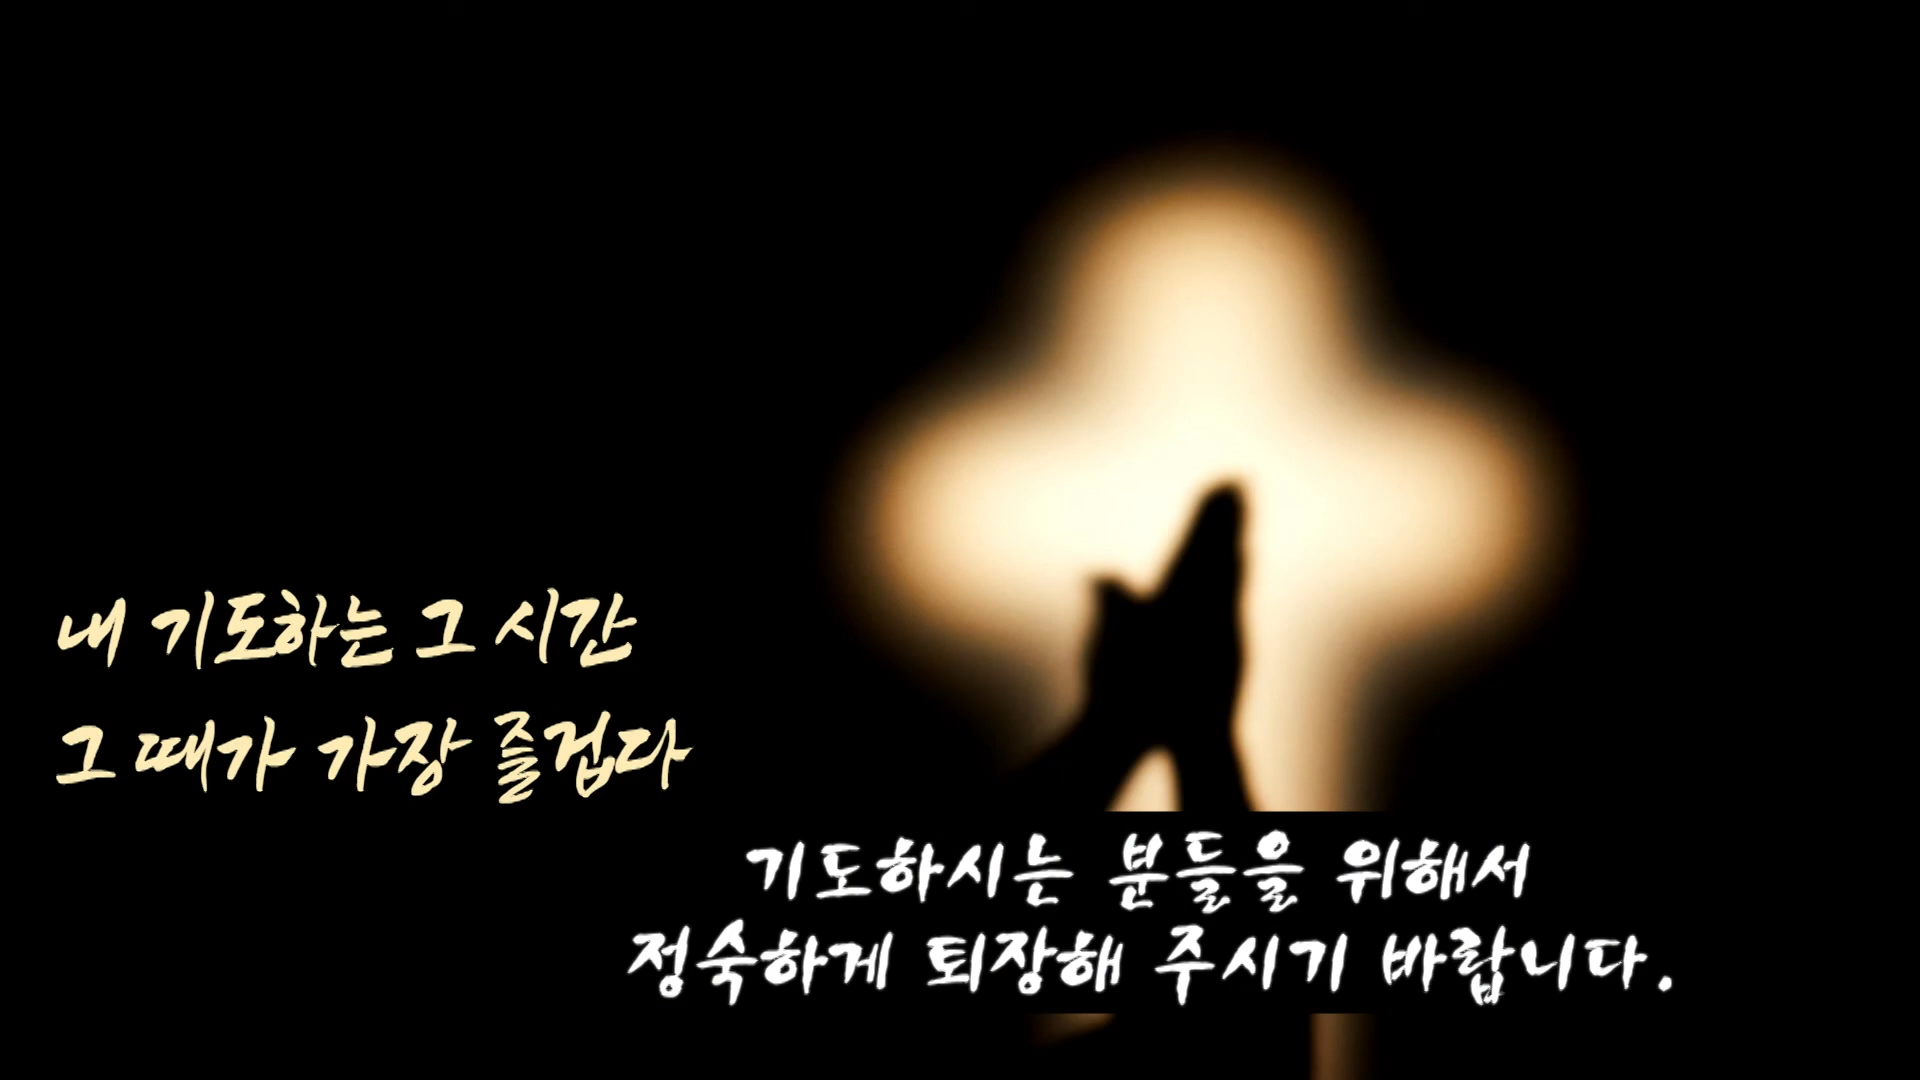 내 기도하는 그 시간
그 때가 가장 즐겁다
기도하시는 분들을 위해서
정숙하게 퇴장해 주시기 바랍니다.